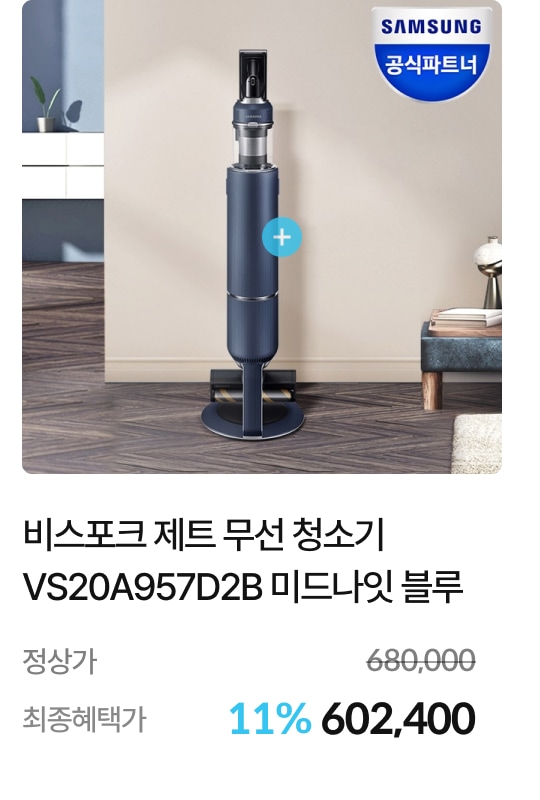 SAMSUNG
공식파트너
비스포크 제트 무선 청소기
VS20A957D2B 미드나잇 블루
정상가 680,000
최종혜택가 11% 602,400